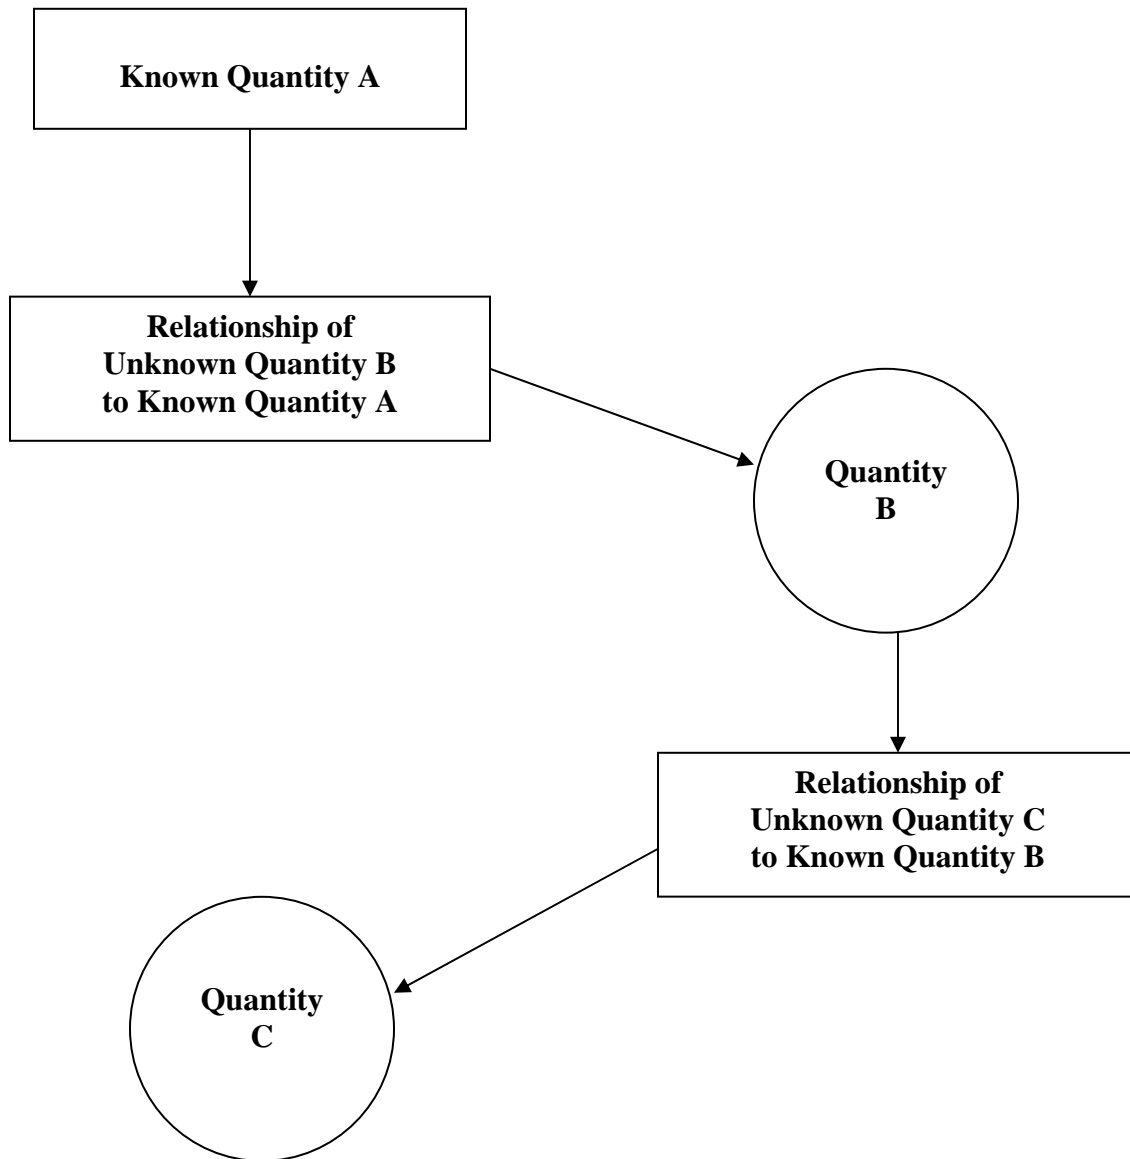 Known Quantity A
Relationship of
Unknown Quantity B
to Known Quantity A
Quantity
B
Relationship of
Unknown Quantity C
to Known Quantity B
Quantity
C